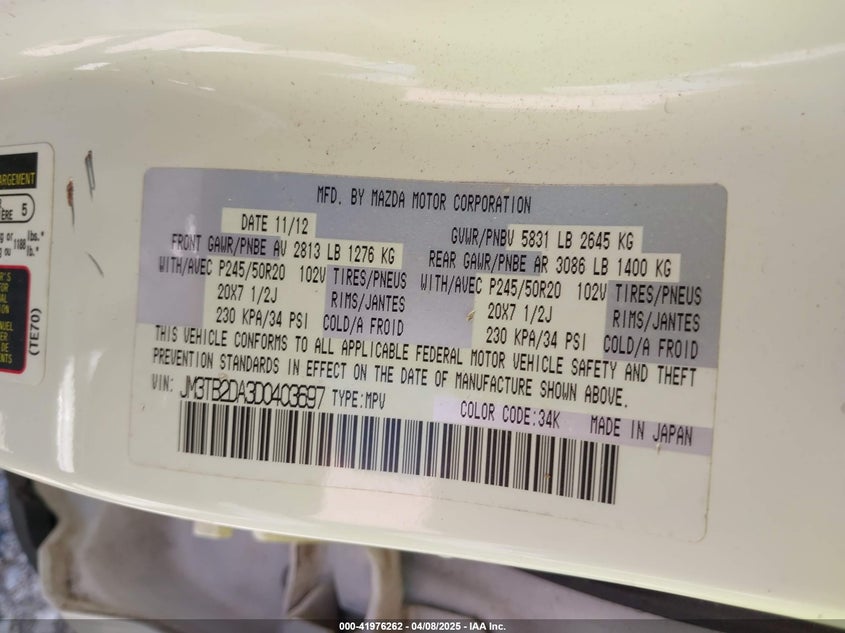 MFD. BY MAZDA MOTOR CORPORATION
DATE 11/12
GVWR/PNBV 5831 LB 2645 KG
FRONT GAWR/PNBE AV 2813 LB 1276 KG
REAR GAWR/PNBE AR 3086 LB 1400 KG
WITH/AVEC P245/50R20 102V TIRES/PNEUS
WITH/AVEC P245/50R20 102V TIRES/PNEUS
20X7 1/2J RIMS/JANTES
20X7 1/2J RIMS/JANTES
230 KPA/34 PSI COLD/A FROID
230 KPA/34 PSI COLD/A FROID
THIS VEHICLE CONFORMS TO ALL APPLICABLE FEDERAL MOTOR VEHICLE SAFETY AND THEFT
PREVENTION STANDARDS IN EFFECT ON THE DATE OF MANUFACTURE SHOWN ABOVE.
VIN: JM3TB2DA3D0403697 TYPE:MPV
COLOR CODE:34K MADE IN JAPAN
ARGEMENT
ERE 5
1188 lbs.*
(TE70)
000-41976262 - 04/08/2025 - IAA Inc.